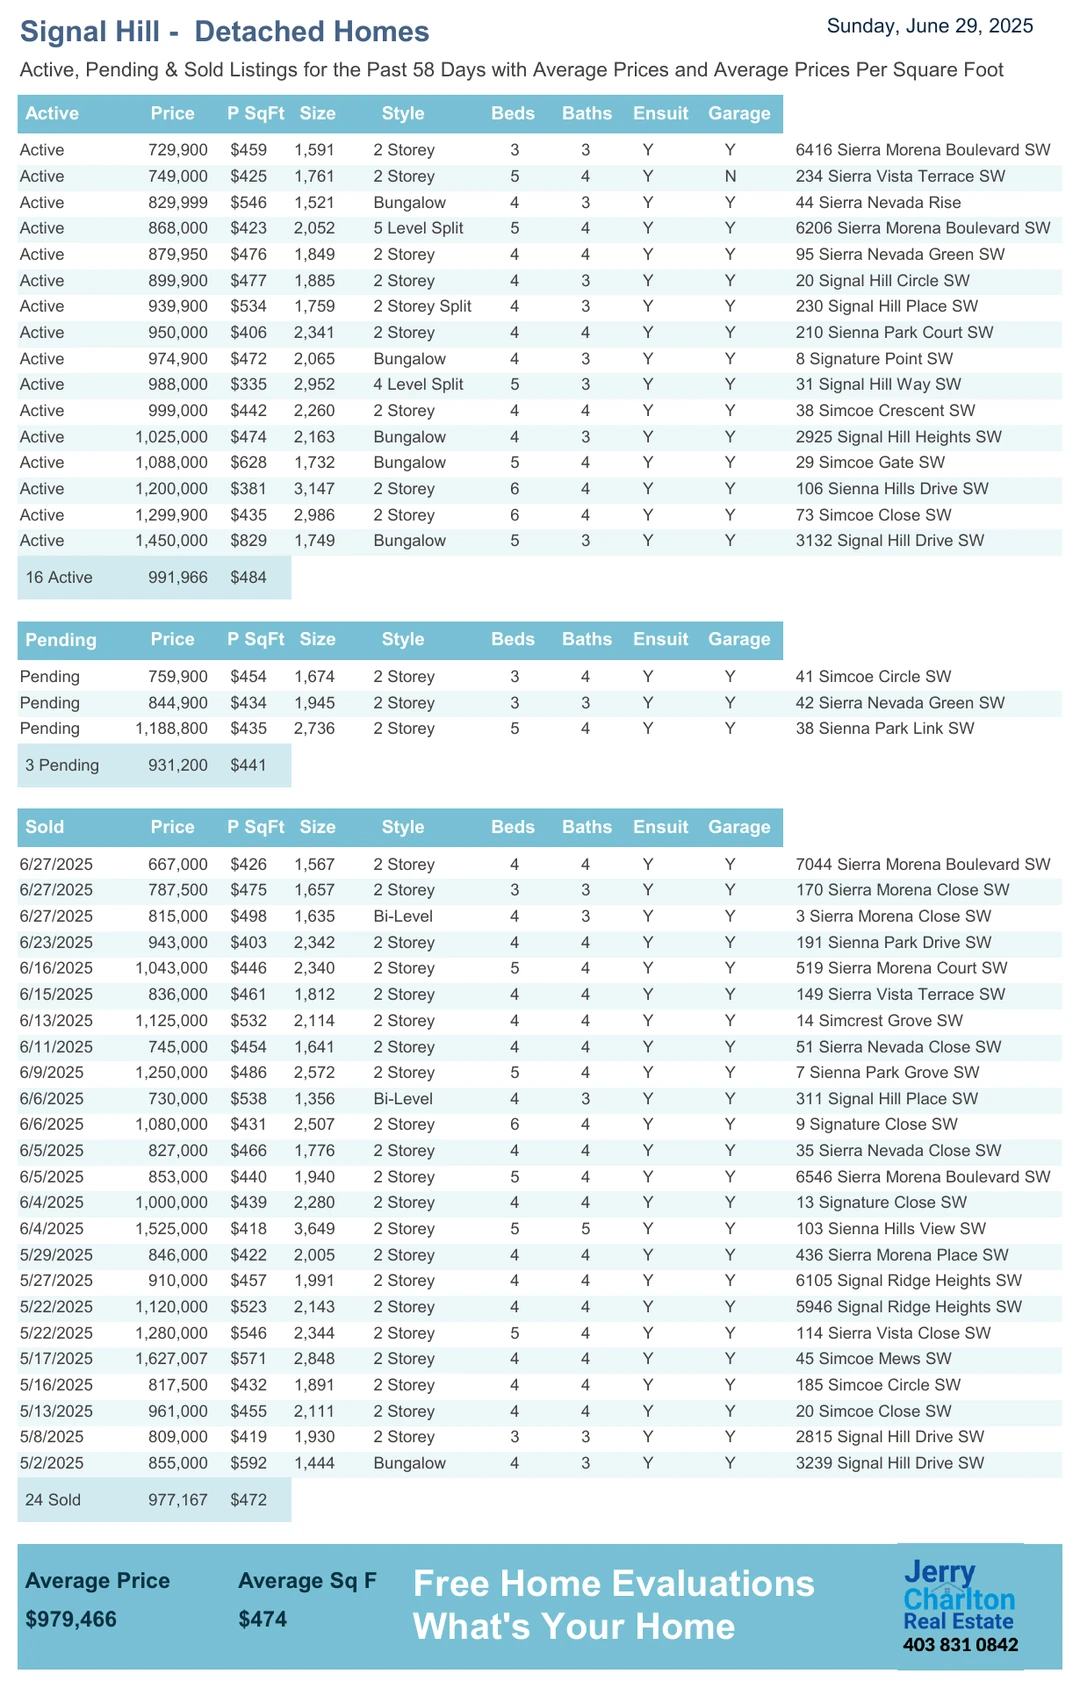 Signal Hill -  Detached Homes
Sunday, June 29, 2025
Active, Pending & Sold Listings for the Past 58 Days with Average Prices and Average Prices Per Square Foot
Active Price P SqFt Size Style Beds Baths Ensuit Garage
Active 729,900 $459 1,591 2 Storey 3 3 Y Y 6416 Sierra Morena Boulevard SW
Active 749,000 $425 1,761 2 Storey 5 4 Y N 234 Sierra Vista Terrace SW
Active 829,999 $546 1,521 Bungalow 4 3 Y Y 44 Sierra Nevada Rise
Active 868,000 $423 2,052 5 Level Split 5 4 Y Y 6206 Sierra Morena Boulevard SW
Active 879,950 $476 1,849 2 Storey 4 4 Y Y 95 Sierra Nevada Green SW
Active 899,900 $477 1,885 2 Storey 4 3 Y Y 20 Signal Hill Circle SW
Active 939,900 $534 1,759 2 Storey Split 4 3 Y Y 230 Signal Hill Place SW
Active 950,000 $406 2,341 2 Storey 4 4 Y Y 210 Sienna Park Court SW
Active 974,900 $472 2,065 Bungalow 4 3 Y Y 8 Signature Point SW
Active 988,000 $335 2,952 4 Level Split 5 3 Y Y 31 Signal Hill Way SW
Active 999,000 $442 2,260 2 Storey 4 4 Y Y 38 Simcoe Crescent SW
Active 1,025,000 $474 2,163 Bungalow 4 3 Y Y 2925 Signal Hill Heights SW
Active 1,088,000 $628 1,732 Bungalow 5 4 Y Y 29 Simcoe Gate SW
Active 1,200,000 $381 3,147 2 Storey 6 4 Y Y 106 Sienna Hills Drive SW
Active 1,299,900 $435 2,986 2 Storey 6 4 Y Y 73 Simcoe Close SW
Active 1,450,000 $829 1,749 Bungalow 5 3 Y Y 3132 Signal Hill Drive SW
16 Active 991,966 $484
Pending Price P SqFt Size Style Beds Baths Ensuit Garage
Pending 759,900 $454 1,674 2 Storey 3 4 Y Y 41 Simcoe Circle SW
Pending 844,900 $434 1,945 2 Storey 3 3 Y Y 42 Sierra Nevada Green SW
Pending 1,188,800 $435 2,736 2 Storey 5 4 Y Y 38 Sienna Park Link SW
3 Pending 931,200 $441
Sold Price P SqFt Size Style Beds Baths Ensuit Garage
6/27/2025 667,000 $426 1,567 2 Storey 4 4 Y Y 7044 Sierra Morena Boulevard SW
6/27/2025 787,500 $475 1,657 2 Storey 3 3 Y Y 170 Sierra Morena Close SW
6/27/2025 815,000 $498 1,635 Bi-Level 4 3 Y Y 3 Sierra Morena Close SW
6/23/2025 943,000 $403 2,342 2 Storey 4 4 Y Y 191 Sienna Park Drive SW
6/16/2025 1,043,000 $446 2,340 2 Storey 5 4 Y Y 519 Sierra Morena Court SW
6/15/2025 836,000 $461 1,812 2 Storey 4 4 Y Y 149 Sierra Vista Terrace SW
6/13/2025 1,125,000 $532 2,114 2 Storey 4 4 Y Y 14 Simcrest Grove SW
6/11/2025 745,000 $454 1,641 2 Storey 4 4 Y Y 51 Sierra Nevada Close SW
6/9/2025 1,250,000 $486 2,572 2 Storey 5 4 Y Y 7 Sienna Park Grove SW
6/6/2025 730,000 $538 1,356 Bi-Level 4 3 Y Y 311 Signal Hill Place SW
6/6/2025 1,080,000 $431 2,507 2 Storey 6 4 Y Y 9 Signature Close SW
6/5/2025 827,000 $466 1,776 2 Storey 4 4 Y Y 35 Sierra Nevada Close SW
6/5/2025 853,000 $440 1,940 2 Storey 5 4 Y Y 6546 Sierra Morena Boulevard SW
6/4/2025 1,000,000 $439 2,280 2 Storey 4 4 Y Y 13 Signature Close SW
6/4/2025 1,525,000 $418 3,649 2 Storey 5 5 Y Y 103 Sienna Hills View SW
5/29/2025 846,000 $422 2,005 2 Storey 4 4 Y Y 436 Sierra Morena Place SW
5/27/2025 910,000 $457 1,991 2 Storey 4 4 Y Y 6105 Signal Ridge Heights SW
5/22/2025 1,120,000 $523 2,143 2 Storey 4 4 Y Y 5946 Signal Ridge Heights SW
5/22/2025 1,280,000 $546 2,344 2 Storey 5 4 Y Y 114 Sierra Vista Close SW
5/17/2025 1,627,007 $571 2,848 2 Storey 4 4 Y Y 45 Simcoe Mews SW
5/16/2025 817,500 $432 1,891 2 Storey 4 4 Y Y 185 Simcoe Circle SW
5/13/2025 961,000 $455 2,111 2 Storey 4 4 Y Y 20 Simcoe Close SW
5/8/2025 809,000 $419 1,930 2 Storey 3 3 Y Y 2815 Signal Hill Drive SW
5/2/2025 855,000 $592 1,444 Bungalow 4 3 Y Y 3239 Signal Hill Drive SW
24 Sold 977,167 $472
Average Price Average Sq F
$979,466 $474
Free Home Evaluations
What's Your Home
Jerry
Charlton
Real Estate
403 831 0842